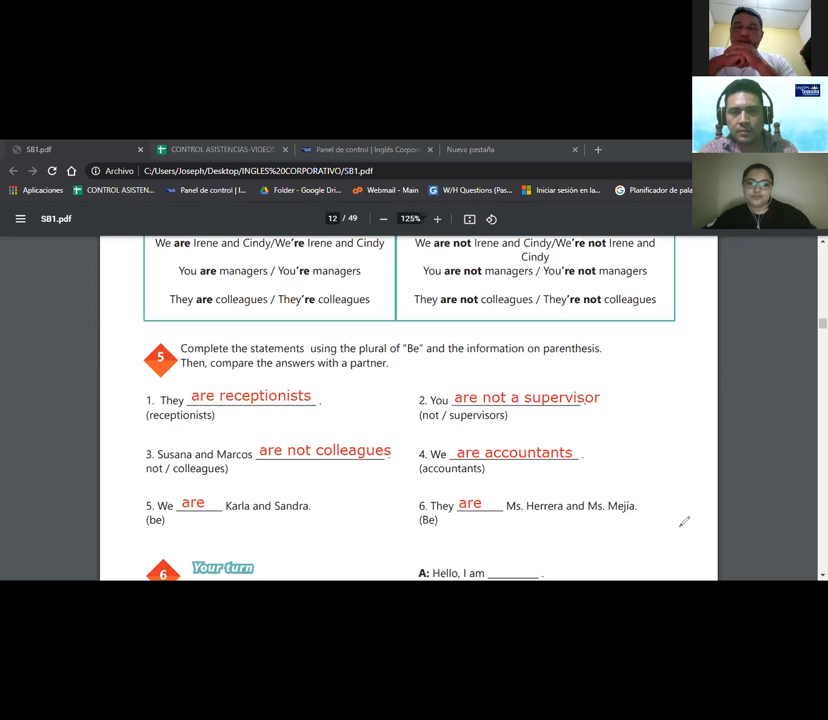 SB1.pdf
CONTROL ASISTENCIAS-VIDEOS
Panel de control | Inglés Corpor
Nueva pestaña
Archivo | C:/Users/Joseph/Desktop/INGLES%20CORPORATIVO/SB1.pdf
Aplicaciones
CONTROL ASISTEN...
Panel de control | I...
Folder - Google Dri...
Webmail - Main
W/H Questions (Pas...
Iniciar sesión en la...
Planificador de pala
SB1.pdf
12 / 49
125%
We are Irene and Cindy/We're Irene and Cindy
You are managers / You're managers
They are colleagues / They're colleagues
We are not Irene and Cindy/We're not Irene and
Cindy
You are not managers / You're not managers
They are not colleagues / They're not colleagues
5
Complete the statements using the plural of "Be" and the information on parenthesis.
Then, compare the answers with a partner.
1. They are receptionists .
(receptionists)
2. You are not a supervisor .
(not / supervisors)
3. Susana and Marcos are not colleagues .
not / colleagues)
4. We are accountants .
(accountants)
5. We are Karla and Sandra.
(be)
6. They are Ms. Herrera and Ms. Mejía.
(Be)
6
Your turn
A: Hello, I am ________ .